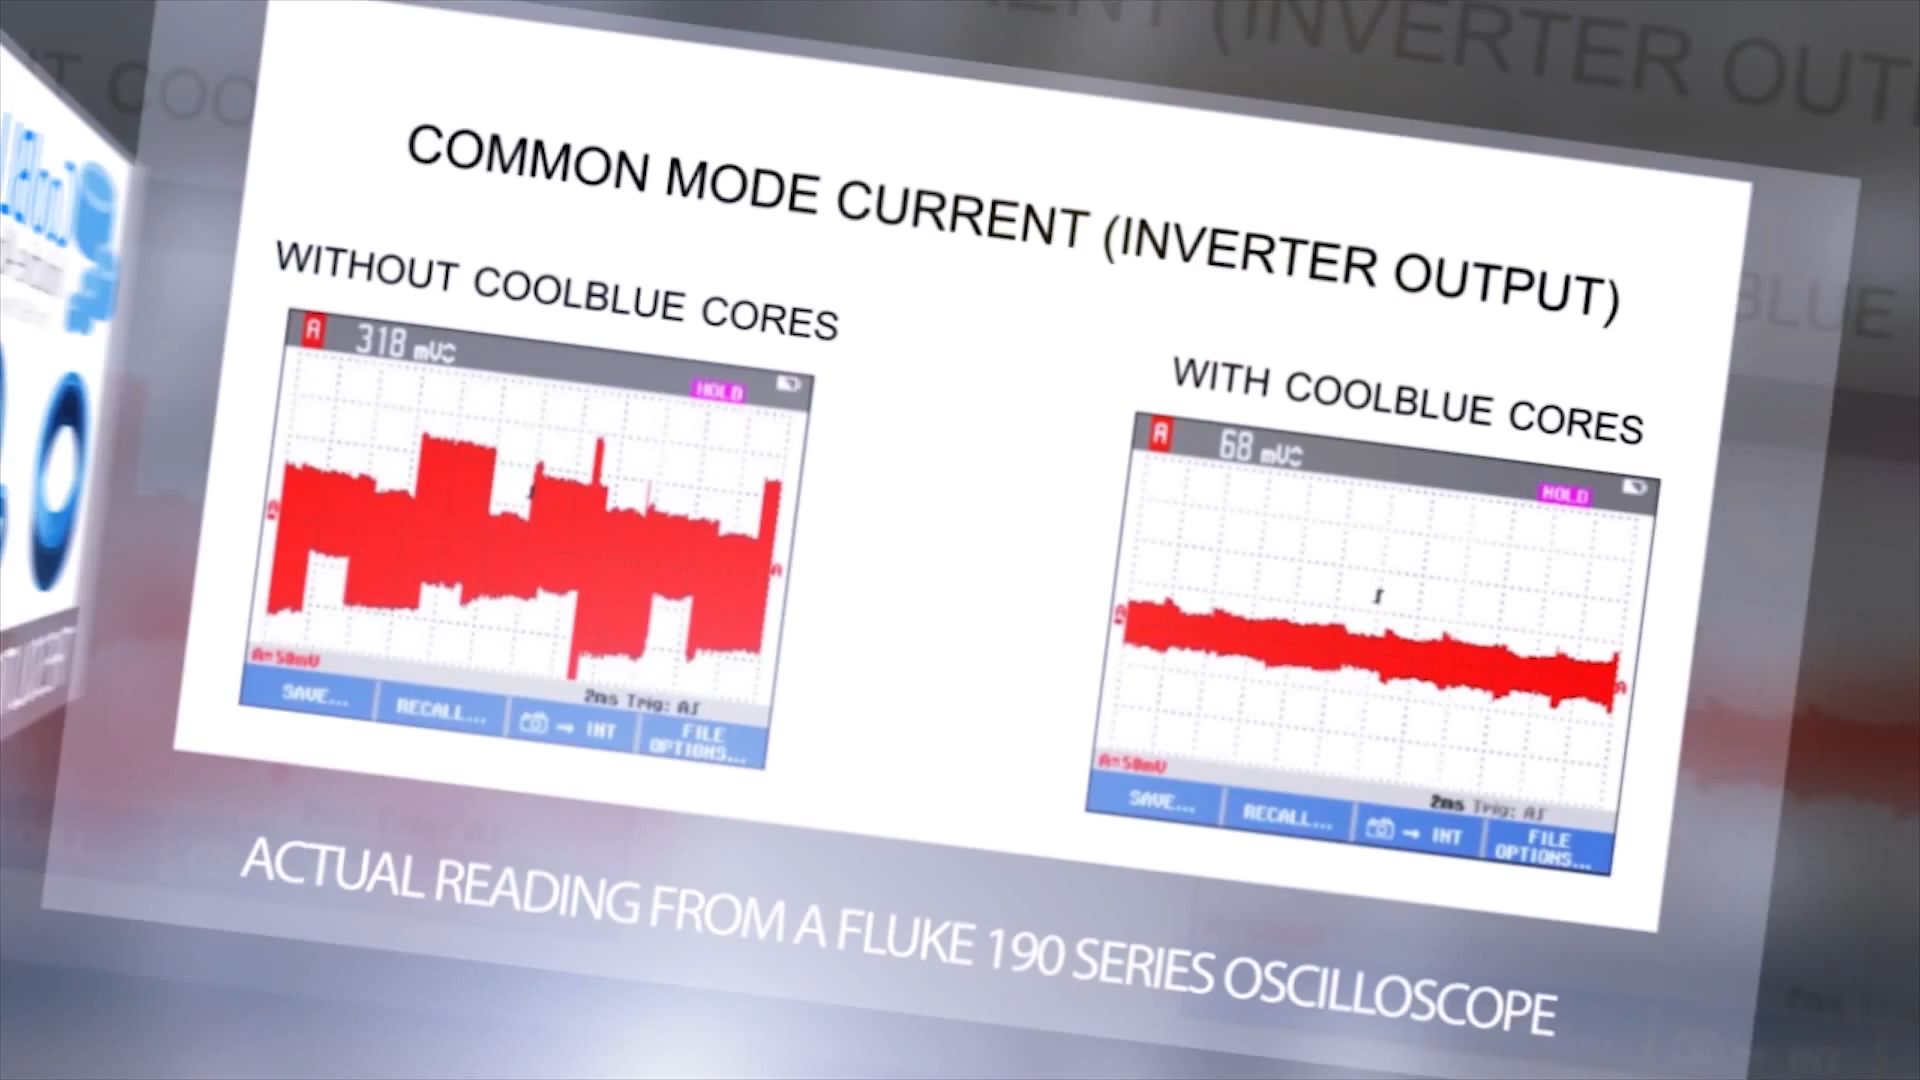 COMMON MODE CURRENT (INVERTER OUTPUT)
WITHOUT COOLBLUE CORES
A 318 mV
HOLD
A
A
A=50mV
2ms Trig: A
SAVE...
RECALL...
→ INT
FILE OPTIONS...
WITH COOLBLUE CORES
A 68 mV
HOLD
A
A
A=50mV
2ms Trig: A
SAVE...
RECALL...
→ INT
FILE OPTIONS...
ACTUAL READING FROM A FLUKE 190 SERIES OSCILLOSCOPE